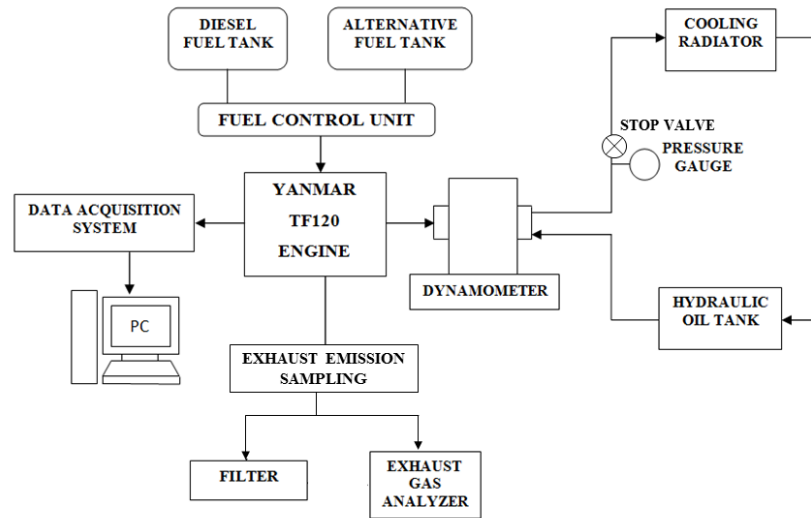 DIESEL
FUEL TANK
ALTERNATIVE
FUEL TANK
COOLING
RADIATOR
FUEL CONTROL UNIT
STOP VALVE
PRESSURE
GAUGE
YANMAR
TF120
ENGINE
DATA ACQUISITION
SYSTEM
DYNAMOMETER
HYDRAULIC
OIL TANK
PC
EXHAUST EMISSION
SAMPLING
FILTER
EXHAUST
GAS
ANALYZER